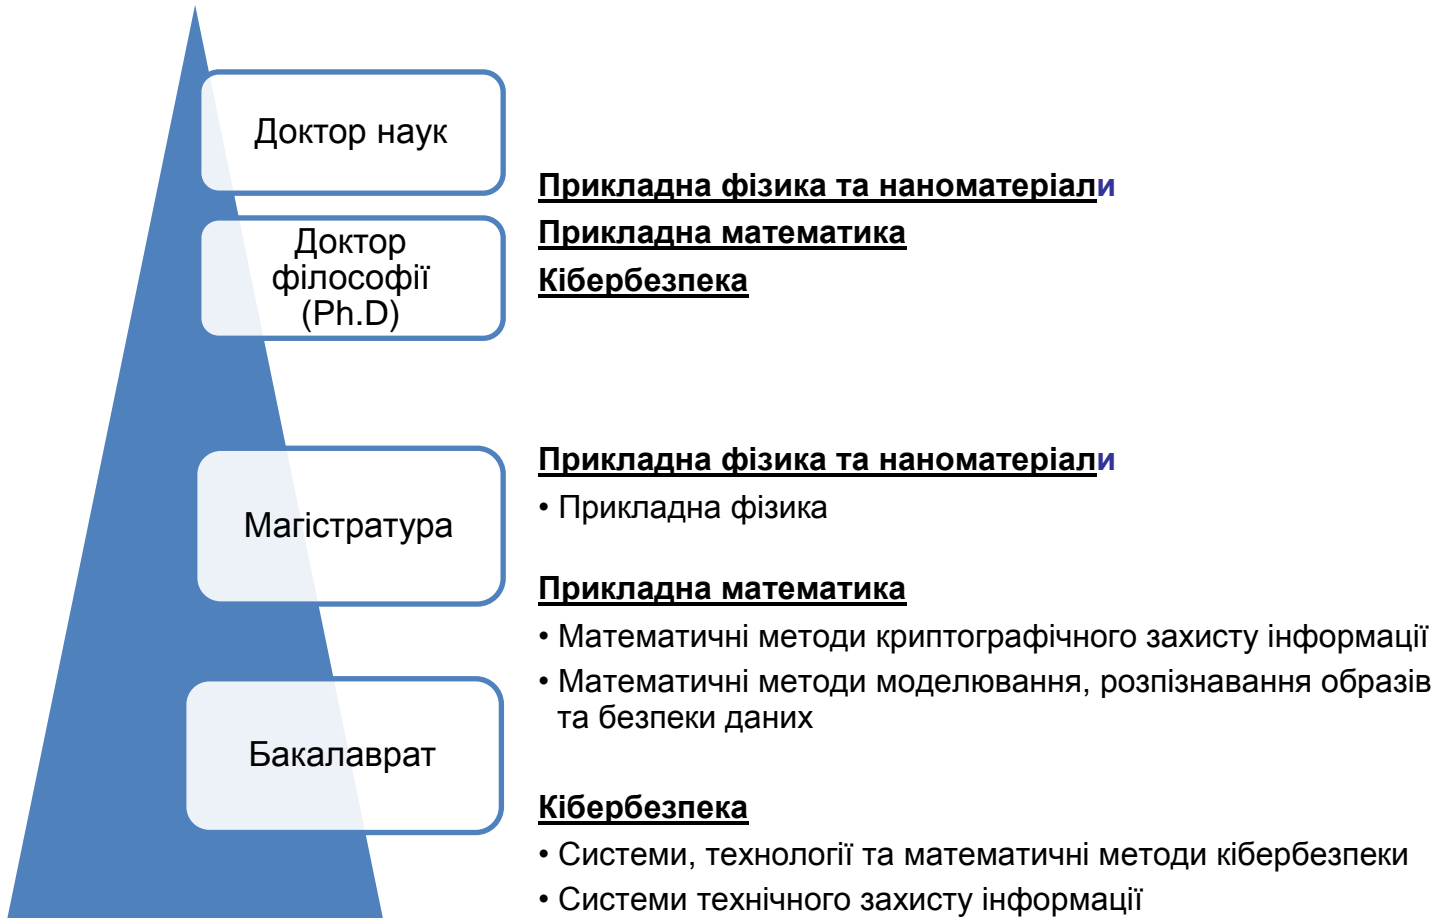 Доктор наук
Прикладна фізика та наноматеріали
Прикладна математика
Кібербезпека
Доктор
філософії
(Ph.D)
Прикладна фізика та наноматеріали
• Прикладна фізика
Магістратура
Прикладна математика
• Математичні методи криптографічного захисту інформації
• Математичні методи моделювання, розпізнавання образів
та безпеки даних
Бакалаврат
Кібербезпека
• Системи, технології та математичні методи кібербезпеки
• Системи технічного захисту інформації